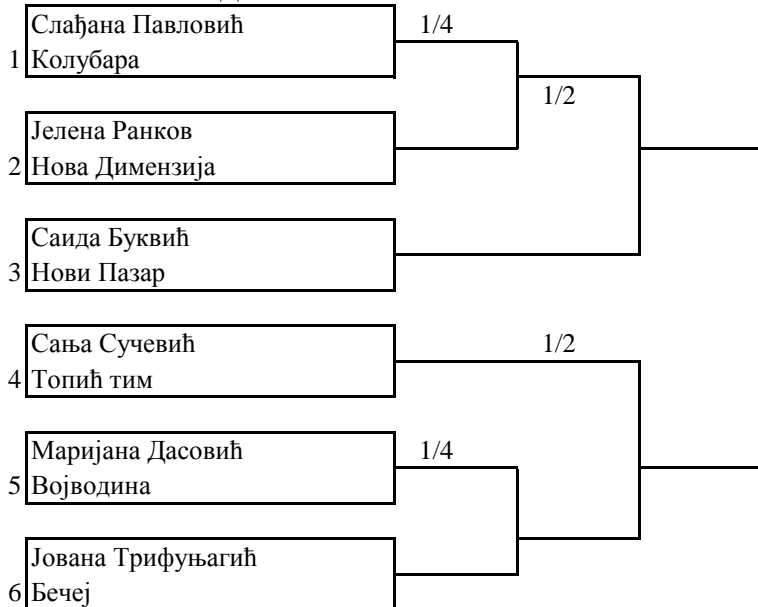 Слађана Павловић 1/4
1 Колубара
1/2
Јелена Ранков
2 Нова Димензија
Саида Буквић
3 Нови Пазар
Сања Сучевић 1/2
4 Топић тим
Маријана Дасовић 1/4
5 Војводина
Јована Трифуњагић
6 Бечеј